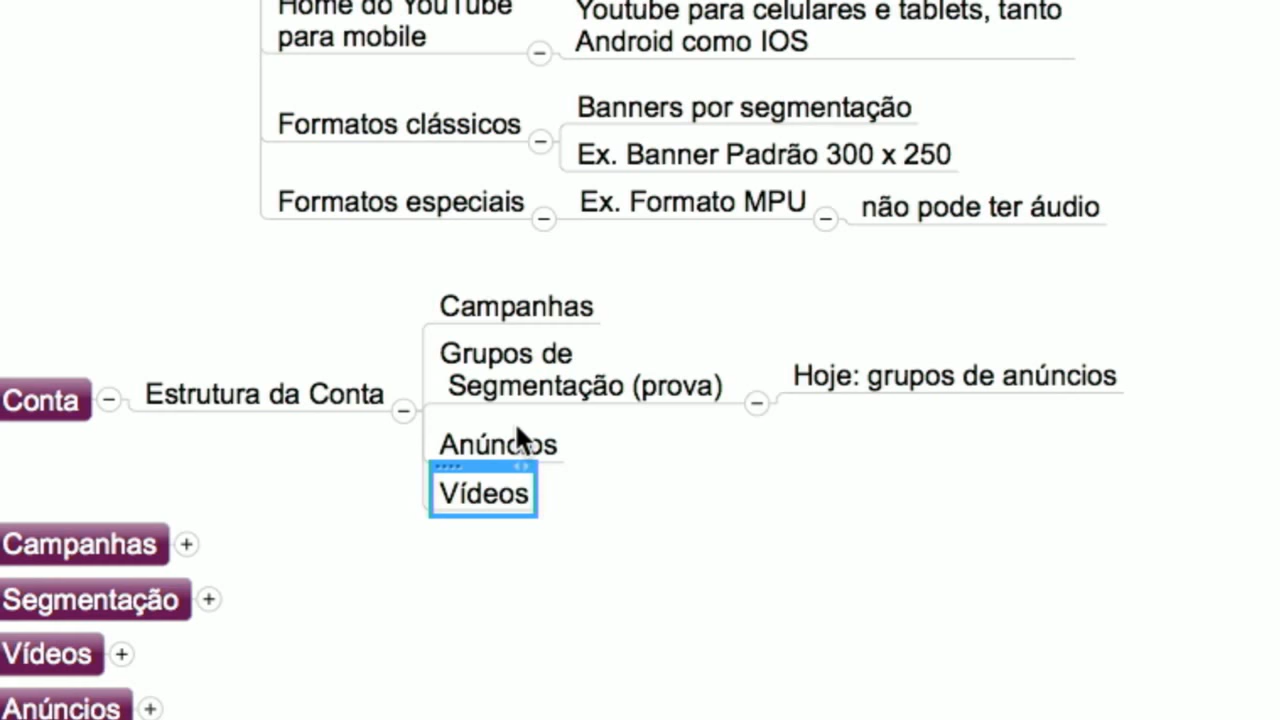 Home do YouTube
para mobile
Youtube para celulares e tablets, tanto
Android como IOS
Formatos clássicos
Banners por segmentação
Ex. Banner Padrão 300 x 250
Formatos especiais
Ex. Formato MPU
não pode ter áudio
Conta
Estrutura da Conta
Campanhas
Grupos de
Segmentação (prova)
Hoje: grupos de anúncios
Anúncios
Vídeos
Campanhas
Segmentação
Vídeos
Anúncios